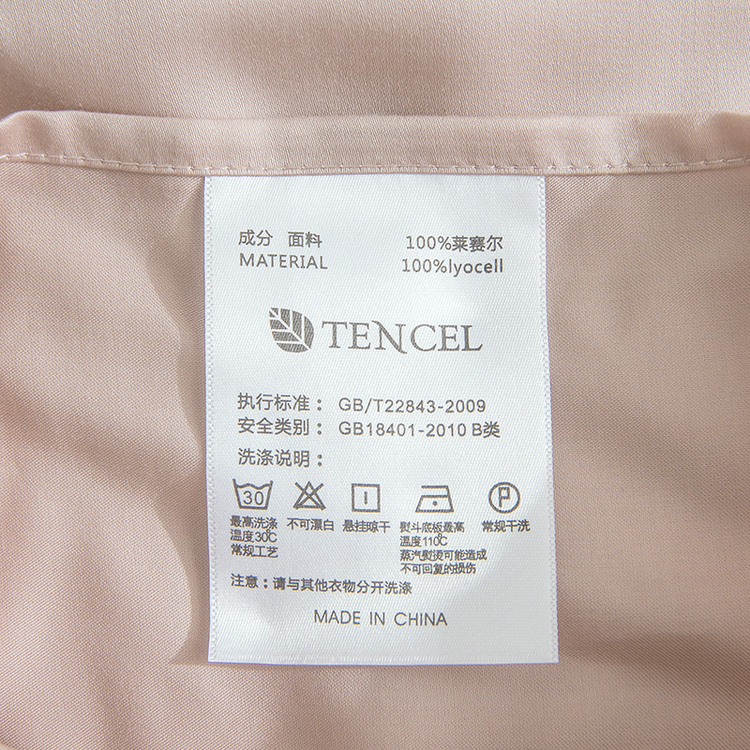 成分 面料 100%莱赛尔
MATERIAL 100%lyocell
TENCEL
执行标准： GB/T22843-2009
安全类别： GB18401-2010 B类
洗涤说明：
30 P
最高洗涤
温度30℃
常规工艺
不可漂白
悬挂晾干
熨斗底板最高
温度110℃
蒸汽熨烫可能造成
不可回复的损伤
常规干洗
注意：请与其他衣物分开洗涤
MADE IN CHINA